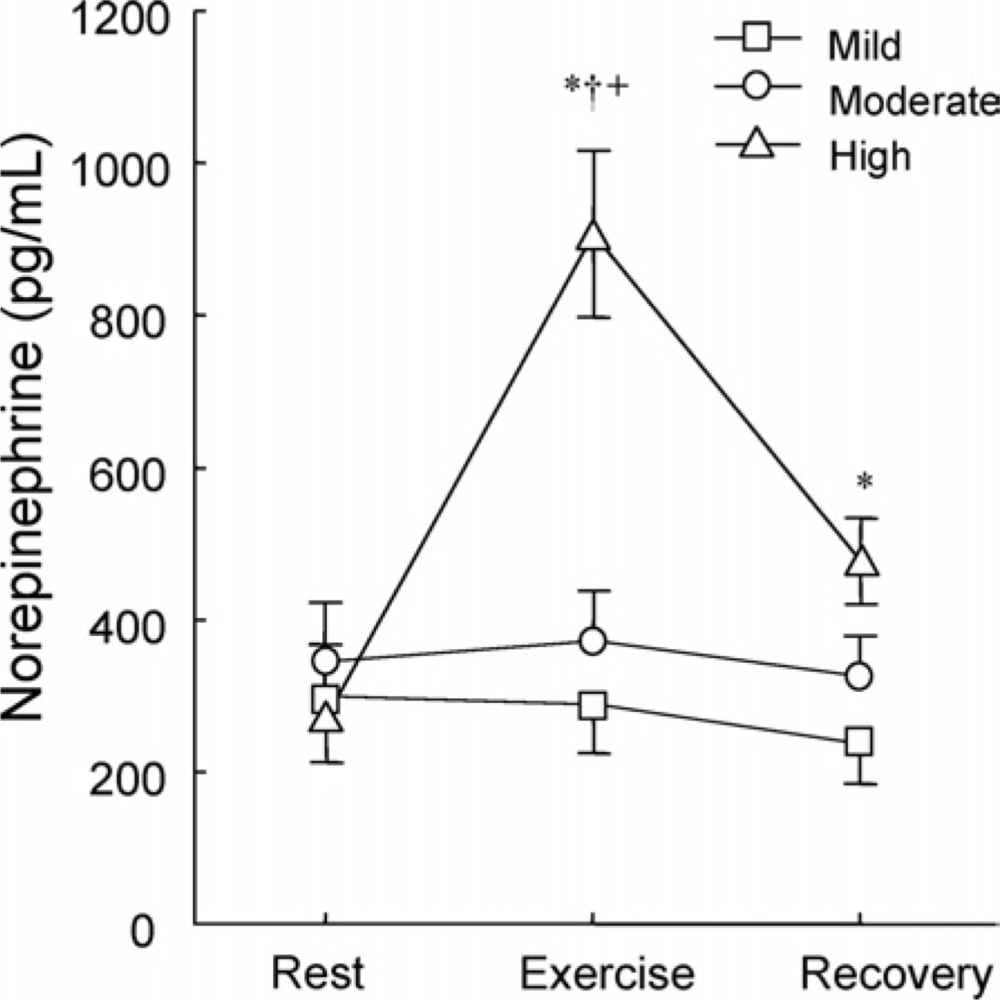 1200
1000
800
600
400
200
0
Norepinephrine (pg/mL)
Mild
Moderate
High
*†+
*
Rest
Exercise
Recovery